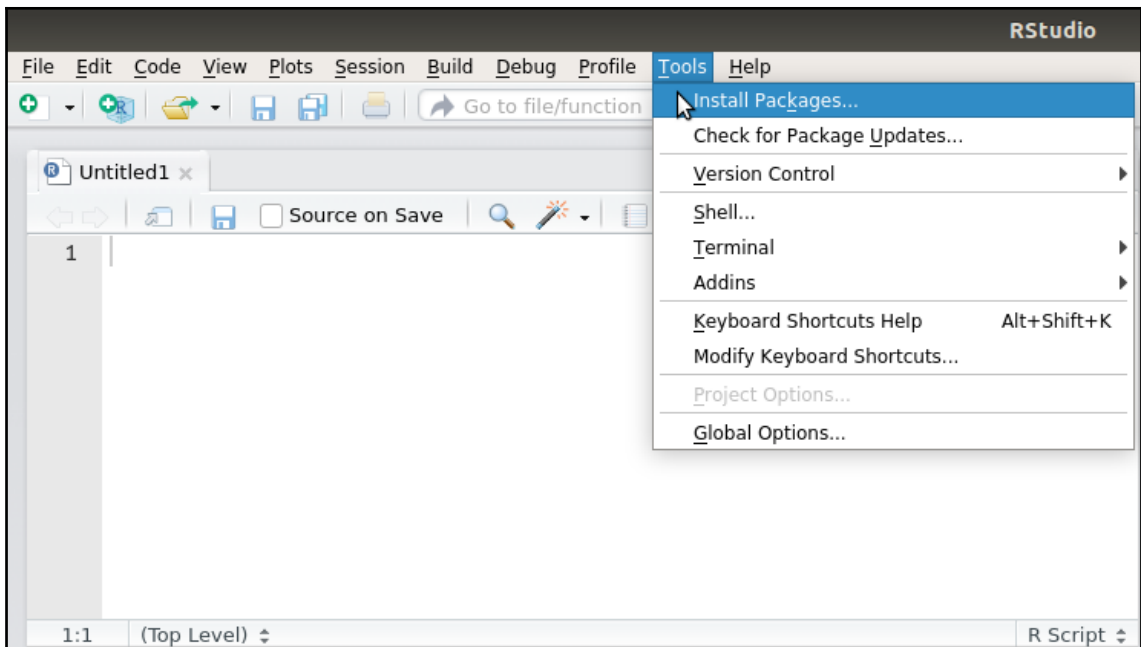 RStudio
File Edit Code View Plots Session Build Debug Profile Tools Help
Go to file/function
Install Packages...
Check for Package Updates...
Version Control
Shell...
Terminal
Addins
Keyboard Shortcuts Help Alt+Shift+K
Modify Keyboard Shortcuts...
Project Options...
Global Options...
Untitled1
Source on Save
1
1:1 (Top Level) R Script